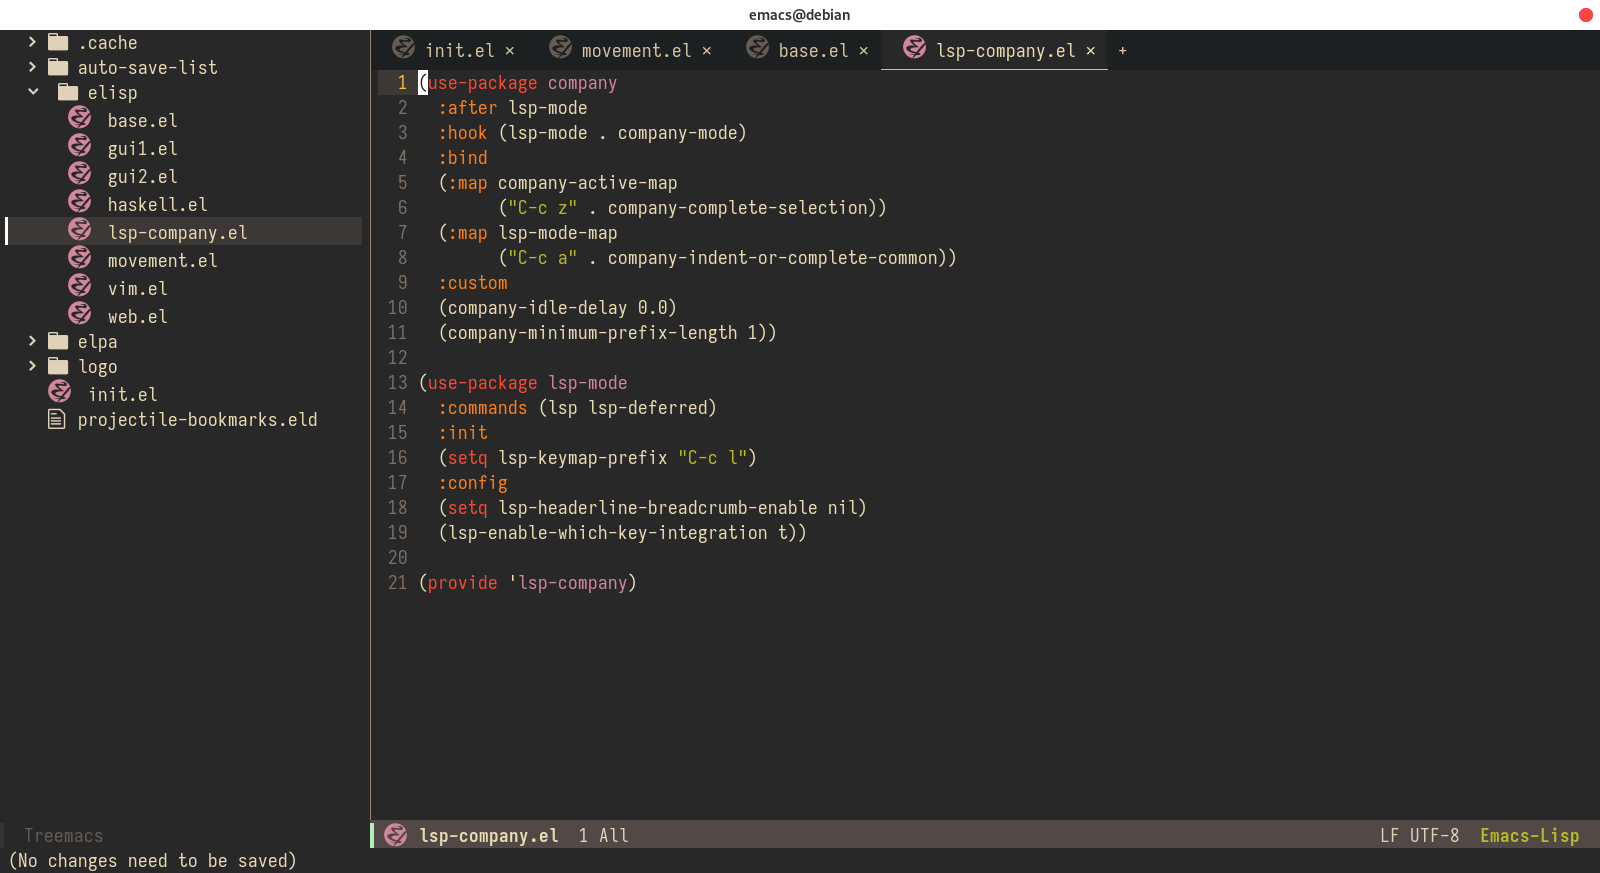 emacs@debian
.cache
auto-save-list
elisp
base.el
gui1.el
gui2.el
haskell.el
lsp-company.el
movement.el
vim.el
web.el
elpa
logo
init.el
projectile-bookmarks.eld
init.el × movement.el × base.el × lsp-company.el × +
1 (use-package company
2   :after lsp-mode
3   :hook (lsp-mode . company-mode)
4   :bind
5   (:map company-active-map
6         ("C-c z" . company-complete-selection))
7   (:map lsp-mode-map
8         ("C-c a" . company-indent-or-complete-common))
9   :custom
10   (company-idle-delay 0.0)
11   (company-minimum-prefix-length 1))
12
13 (use-package lsp-mode
14   :commands (lsp lsp-deferred)
15   :init
16   (setq lsp-keymap-prefix "C-c l")
17   :config
18   (setq lsp-headerline-breadcrumb-enable nil)
19   (lsp-enable-which-key-integration t))
20
21 (provide 'lsp-company)
Treemacs
lsp-company.el 1 All LF UTF-8 Emacs-Lisp
(No changes need to be saved)